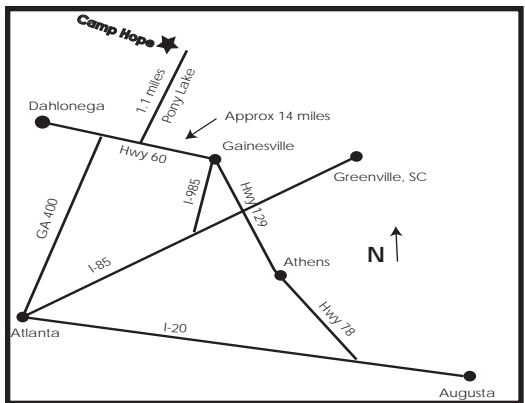 Camp Hope
1.1 miles
Pony Lake
Dahlonega
Approx 14 miles
Hwy 60
Gainesville
Greenville, SC
I-985
Hwy 129
GA 400
N
I-85
Athens
Hwy 78
Atlanta
I-20
Augusta